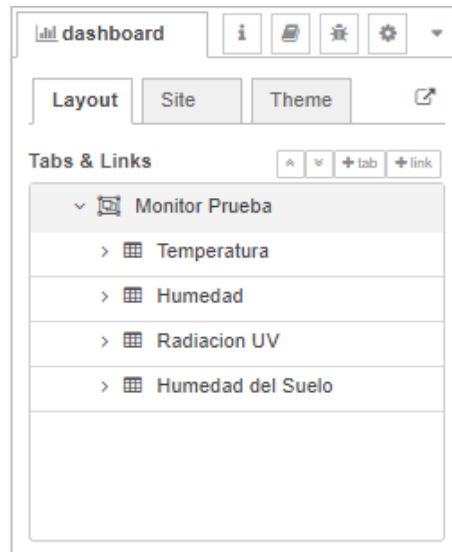 dashboard
Layout Site Theme
Tabs & Links tab link
Monitor Prueba
Temperatura
Humedad
Radiacion UV
Humedad del Suelo